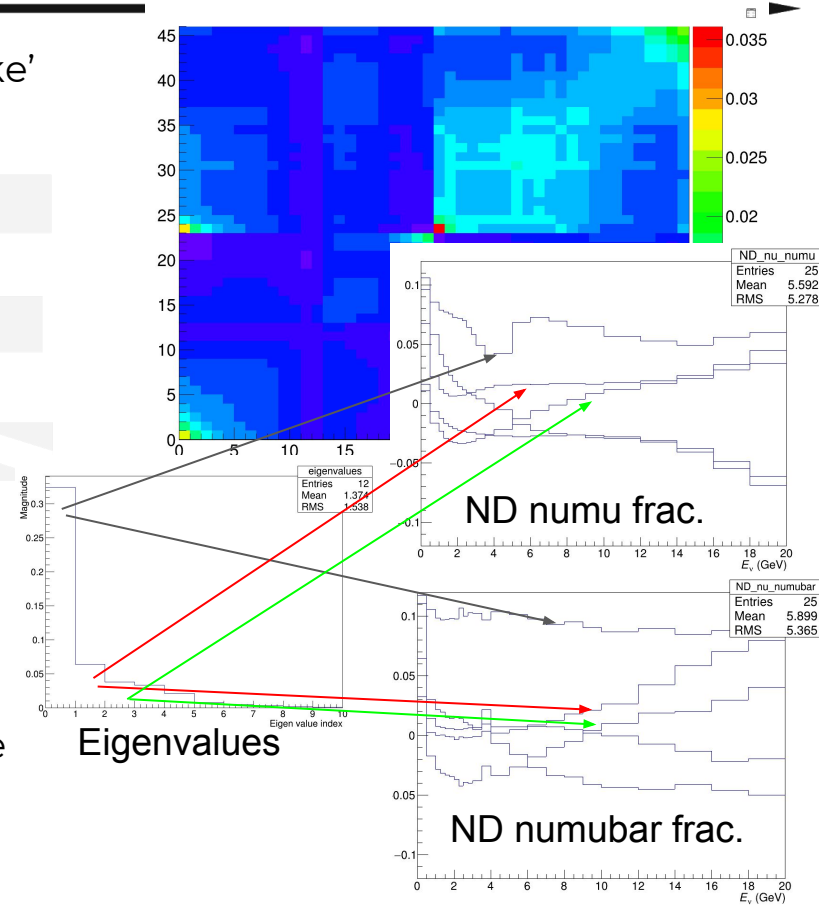 ke’
45
40
35
30
25
20
15
10
5
0
5
10
15
0.035
0.03
0.025
0.02
ND_nu_numu
Entries 25
Mean 5.592
RMS 5.278
0.1
0.05
0
-0.05
0.1
0 2 4 6 8 10 12 14 16 18 20
Eν (GeV)
ND numu frac.
eigenvalues
Entries 12
Mean 1.374
RMS 1.538
Magnitude
0.3
0.25
0.2
0.15
0.1
0.05
0
0 1 2 3 4 5 6 7 8 9 10
Eigen value index
e
Eigenvalues
ND_nu_numubar
Entries 25
Mean 5.899
RMS 5.365
0.1
0.05
0
0.05
-0.1
0 2 4 6 8 10 12 14 16 18 20
Eν (GeV)
ND numubar frac.